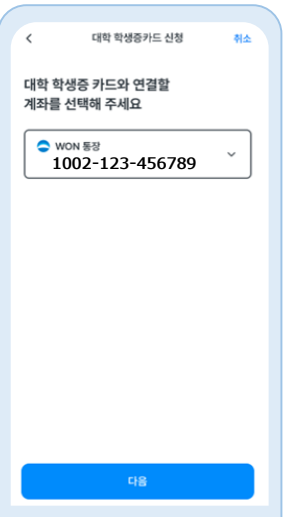 대학 학생증카드 신청
취소
대학 학생증 카드와 연결할
계좌를 선택해 주세요
WON 통장
1002-123-456789
다음